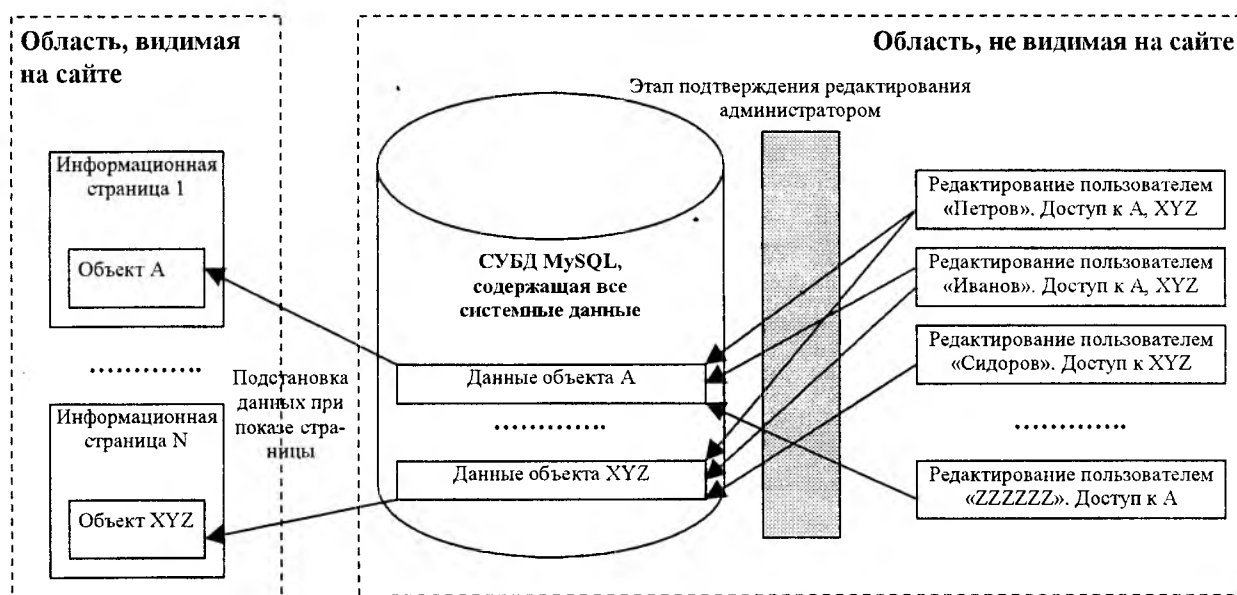 Область, видимая
на сайте
Область, не видимая на сайте
Этап подтверждения редактирования
администратором
Информационная
страница 1
Объект А
.............
Информационная
страница N
Объект XYZ
Подстановка
данных при
показе стра-
ницы
СУБД MySQL,
содержащая все
системные данные
Данные объекта А
.............
Данные объекта XYZ
Редактирование пользователем
«Петров». Доступ к А, XYZ
Редактирование пользователем
«Иванов». Доступ к А, XYZ
Редактирование пользователем
«Сидоров». Доступ к XYZ
.............
Редактирование пользователем
«ZZZZZZ». Доступ к А